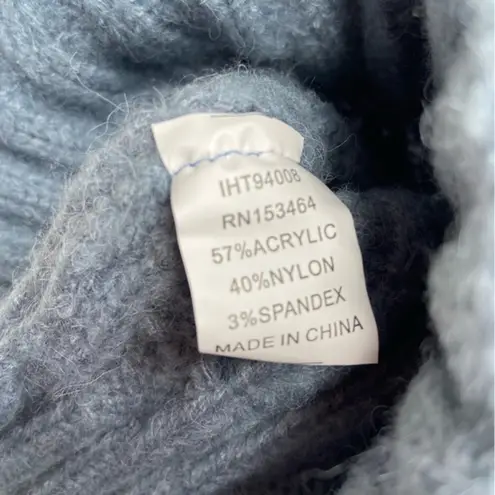 IHT94008
RN153464
57%ACRYLIC
40%NYLON
3%SPANDEX
MADE IN CHINA